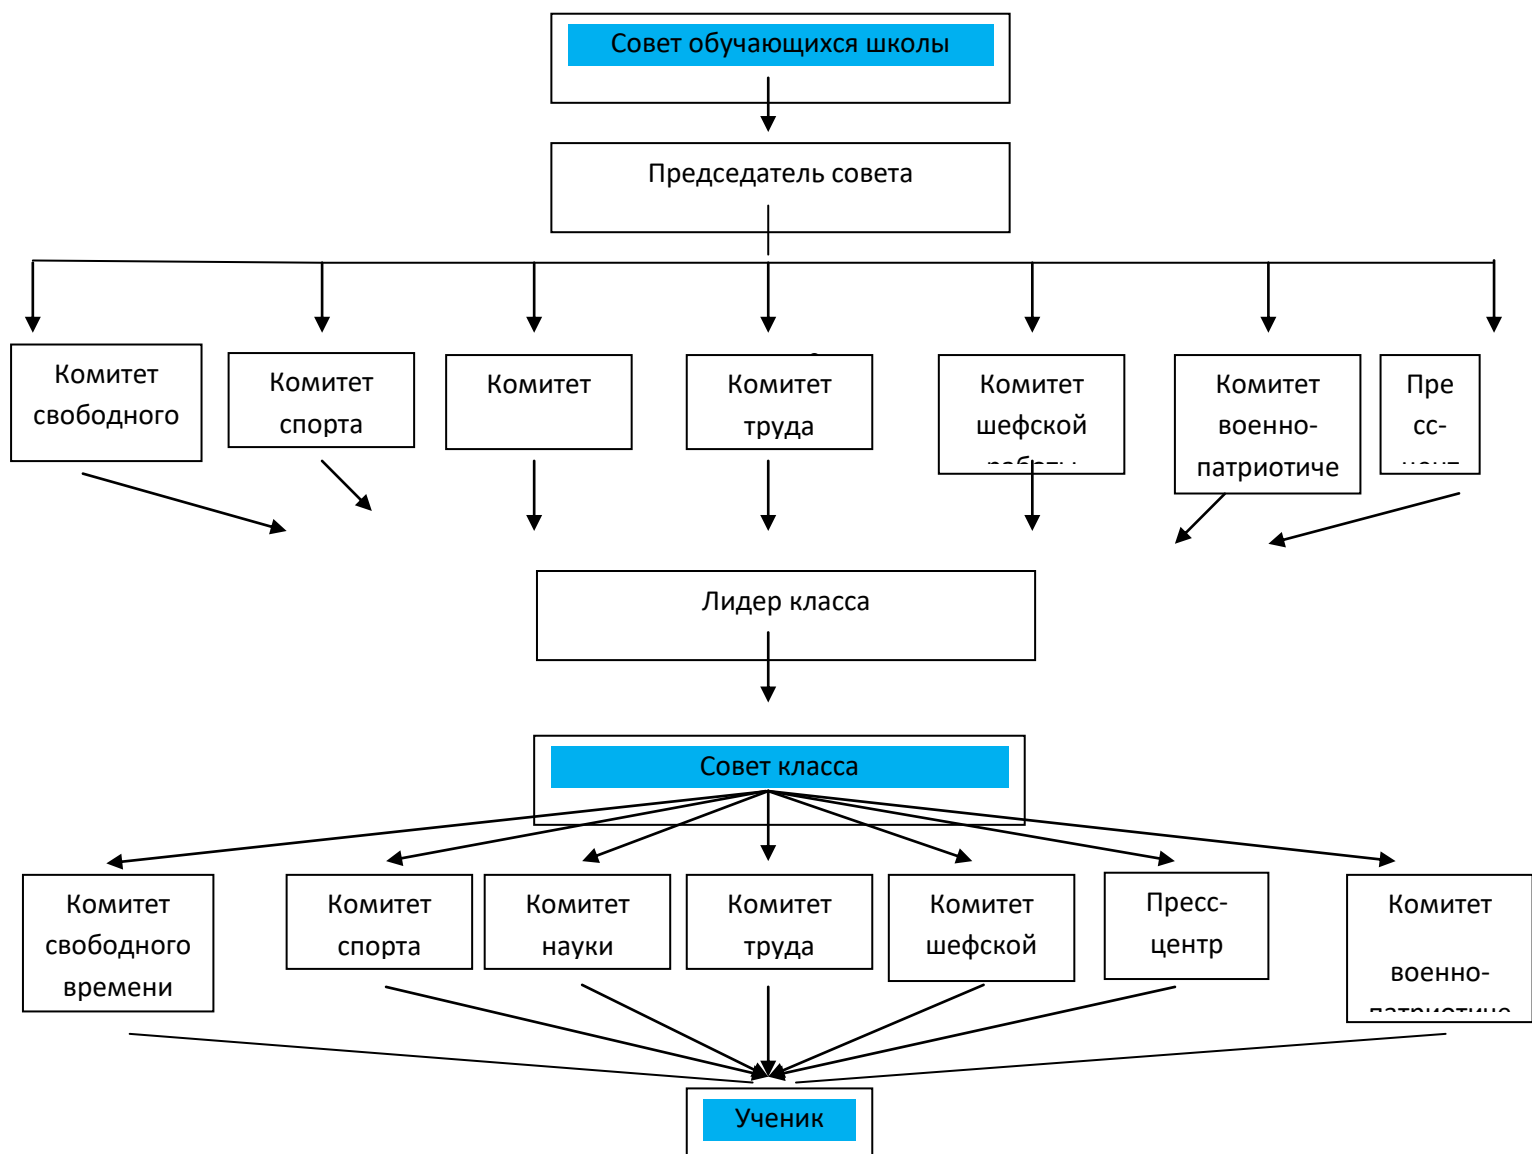 Совет обучающихся школы
Председатель совета
Комитет
свободного
Комитет
спорта
Комитет
Комитет
труда
Комитет
шефской
работы
Комитет
военно-
патриотиче
Пре
сс-
Лидер класса
Совет класса
Комитет
свободного
времени
Комитет
спорта
Комитет
науки
Комитет
труда
Комитет
шефской
Пресс-
центр
Комитет
военно-
патриотиче
Ученик